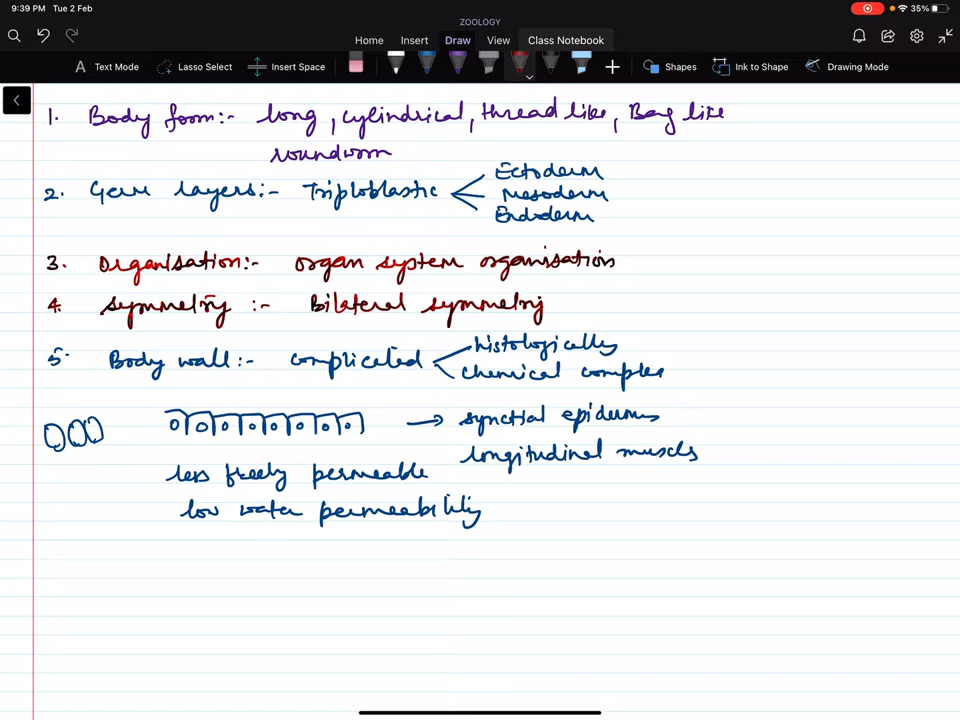 9:39 PM Tue 2 Feb 35%
ZOOLOGY
Home Insert Draw View Class Notebook
Text Mode Lasso Select Insert Space Shapes Ink to Shape Drawing Mode
1. Body form:- long, cylindrical, thread like, Bag like
roundworm
Ectoderm
2. Germ layers:- Triploblastic Mesoderm
Endoderm
3. Organisation:- organ system organisation
4. symmetry :- Bilateral symmetry
histologically
5. Body wall:- complicated
chemical complex
synctial epidermis
longitudinal muscles
less freely permeable
low water permeability